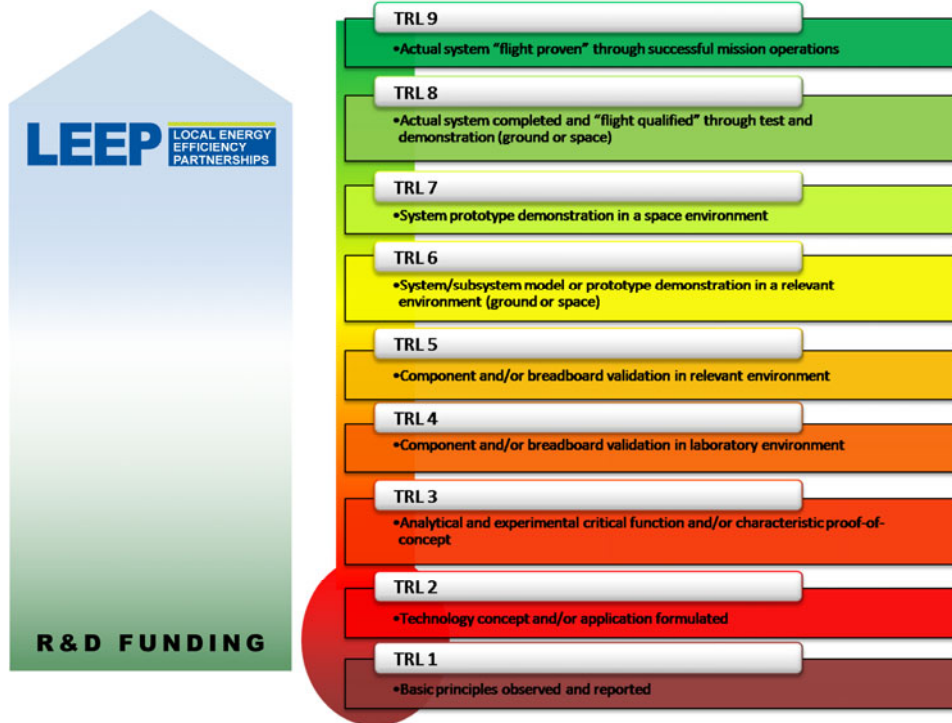 LEEP
LOCAL ENERGY
EFFICIENCY
PARTNERSHIPS
R&D FUNDING
TRL 9
•Actual system “flight proven” through successful mission operations
TRL 8
•Actual system completed and “flight qualified” through test and
demonstration (ground or space)
TRL 7
•System prototype demonstration in a space environment
TRL 6
•System/subsystem model or prototype demonstration in a relevant
environment (ground or space)
TRL 5
•Component and/or breadboard validation in relevant environment
TRL 4
•Component and/or breadboard validation in laboratory environment
TRL 3
•Analytical and experimental critical function and/or characteristic proof-of-
concept
TRL 2
•Technology concept and/or application formulated
TRL 1
•Basic principles observed and reported